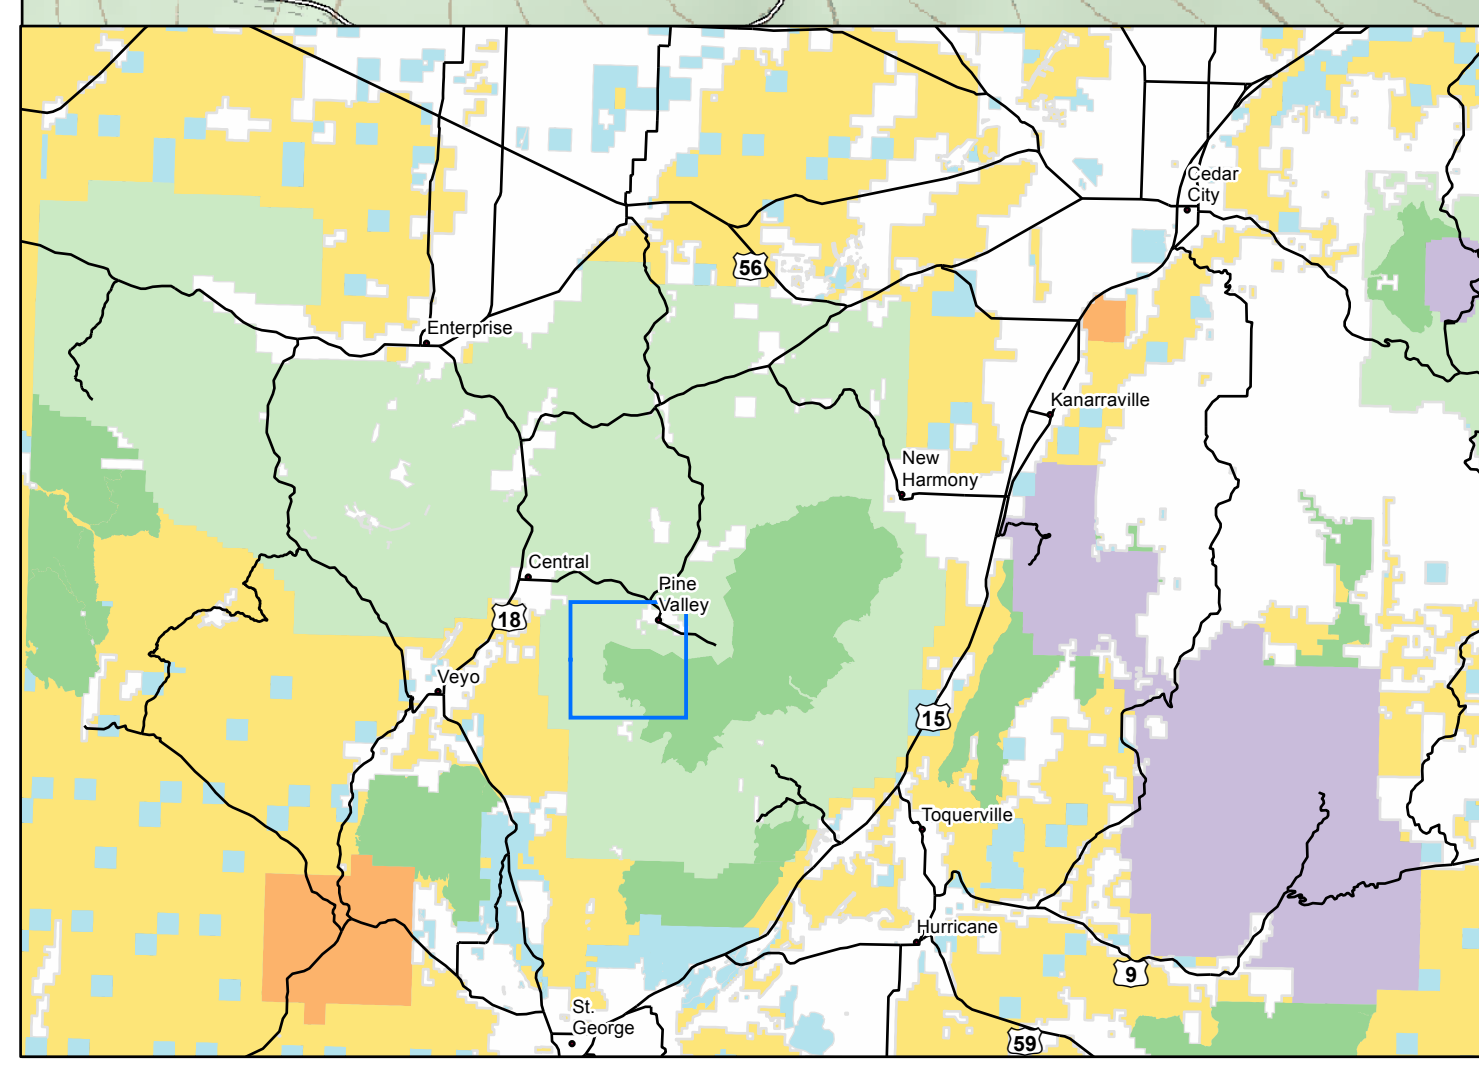 Cedar
City
56
Enterprise
Kanarraville
New
Harmony
Central
Pine
Valley
18
Veyo
15
Toquerville
Hurricane
9
St.
George
59